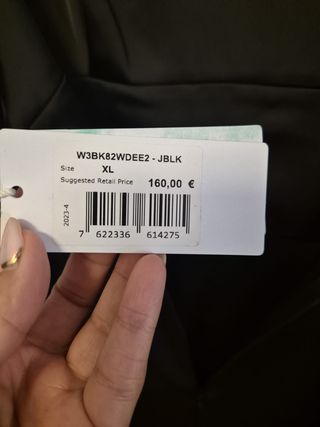 W3BK82WDEE2 - JBLK
Size XL
Suggested Retail Price 160,00 €
2023-4
7 622336 614275